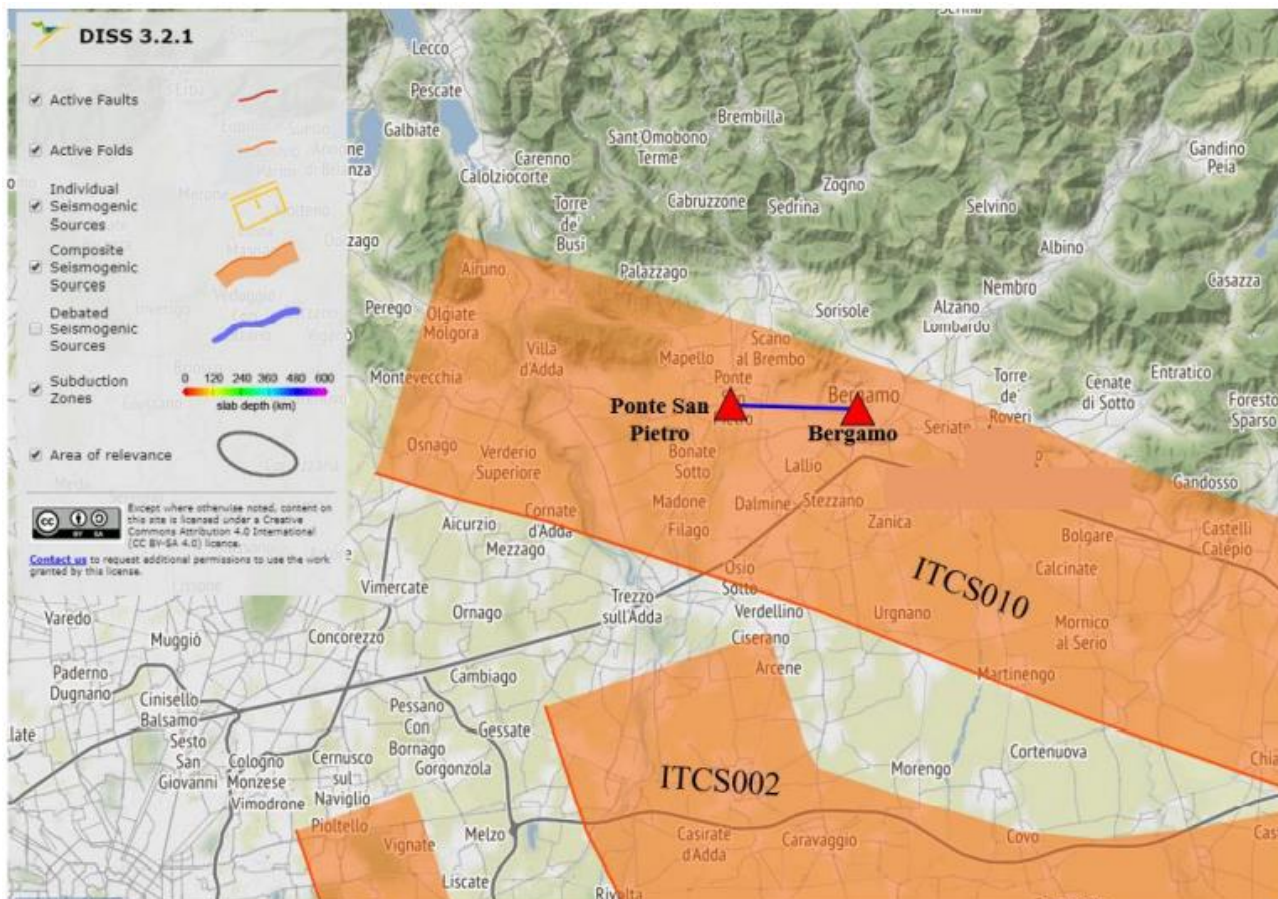 DISS 3.2.1
Active Faults
Active Folds
Individual
Seismogenic
Sources
Composite
Seismogenic
Sources
Debated
Seismogenic
Sources
Subduction
Zones
0 120 240 360 480 600
slab depth (km)
Area of relevance
cc
BY SA
Except where otherwise noted, content on
this site is licensed under a Creative
Commons Attribution 4.0 International
(CC BY-SA 4.0) licence.
Contact us to request additional permissions to use the work
granted by this license.
Lecco
Pescate
Galbiate
Carenno
Calolziocorte
Torre
de'
Busi
Sant'Omobono
Terme
Brembilla
Cabruzzone
Zogno
Sedrina
Selvino
Gandino
Peia
Albino
Casazza
Nembro
Alzano
Lombardo
Sorisole
Palazzago
Airuno
Perego
Olgiate
Molgora
Montevecchia
Villa
d'Adda
Mapello
Scano
al Brembo
Ponte
Ponte San
Pietro
Bergamo
Bergamo
Torre
de'
Roveri
Cenate
di Sotto
Entratico
Foresto
Sparso
Seriate
Gandosso
Osnago
Verderio
Superiore
Bonate
Sotto
Lallio
Madone
Filago
Dalmine
Stezzano
Zanica
Cornate
d'Adda
Aicurzio
Mezzago
Bolgare
Castelli
Calepio
Calcinate
ITCS010
Osio
Sotto
Verdellino
Urgnano
Mornico
al Serio
Vimercate
Ornago
Trezzo
sull'Adda
Ciserano
Arcene
Martinengo
Varedo
Muggiò
Concorezzo
Paderno
Dugnano
Cinisello
Balsamo
Cambiago
Pessano
Con
Bornago
Gessate
Gorgonzola
Sesto
San
Giovanni
Cologno
Monzese
Vimodrone
Cernusco
sul
Naviglio
Cortenuova
Morengo
ITCS002
Pioltello
Vignate
Melzo
Liscate
Casirate
d'Adda
Caravaggio
Covo
Rivolta